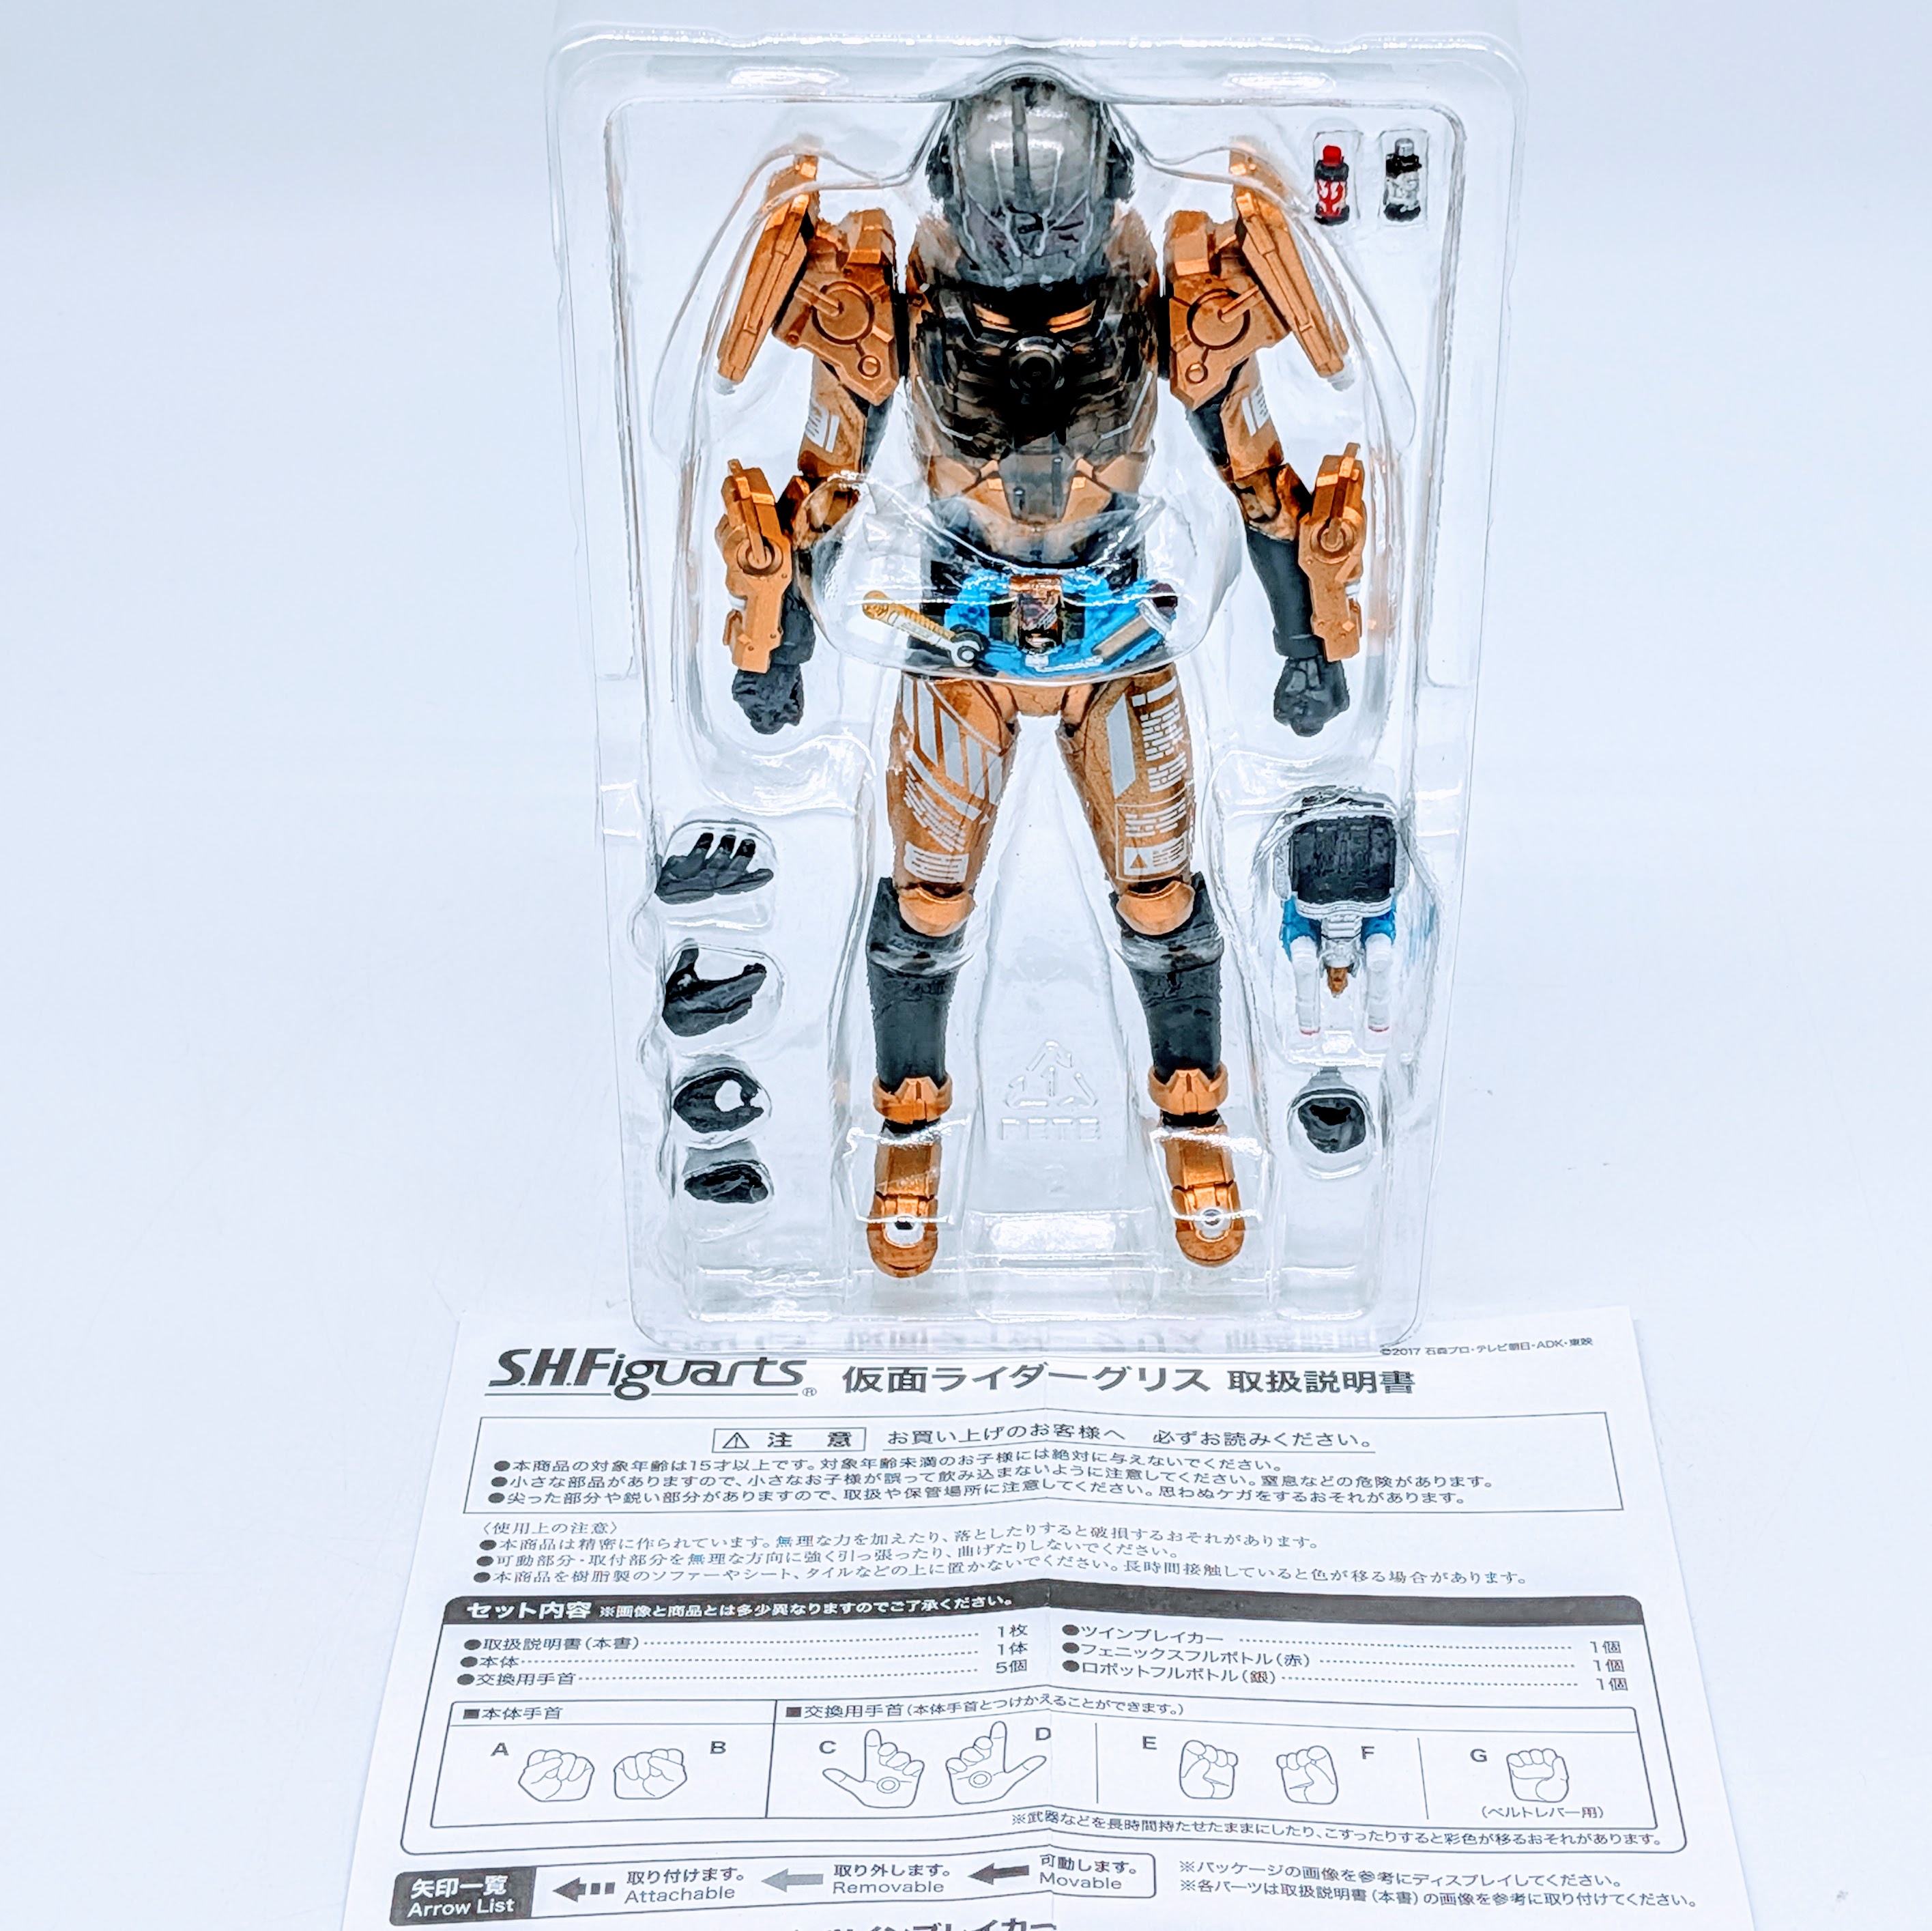 PETE
S.H.Figuarts® 仮面ライダーグリス 取扱説明書
©2017 石森プロ・テレビ朝日・ADK・東映
⚠ 注 意 お買い上げのお客様へ 必ずお読みください。
●本商品の対象年齢は15才以上です。対象年齢未満のお子様には絶対に与えないでください。
●小さな部品がありますので、小さなお子様が誤って飲み込まないように注意してください。窒息などの危険があります。
●尖った部分や鋭い部分がありますので、取扱や保管場所に注意してください。思わぬケガをするおそれがあります。
〈使用上の注意〉
●本商品は精密に作られています。無理な力を加えたり、落としたりすると破損するおそれがあります。
●可動部分・取付部分を無理な方向に強く引っ張ったり、曲げたりしないでください。
●本商品を樹脂製のソファーやシート、タイルなどの上に置かないでください。長時間接触していると色が移る場合があります。
セット内容 ※画像と商品とは多少異なりますのでご了承ください。
●取扱説明書(本書) 1枚
●本体 1体
●交換用手首 5個
●ツインブレイカー 1個
●フェニックスフルボトル(赤) 1個
●ロボットフルボトル(銀) 1個
■本体手首
A B
■交換用手首(本体手首とつけかえることができます。)
C D E F G
(ベルトレバー用)
※武器などを長時間持たせたままにしたり、こすったりすると彩色が移るおそれがあります。
矢印一覧
Arrow List
取り付けます。
Attachable
取り外します。
Removable
可動します。
Movable
※パッケージの画像を参考にディスプレイしてください。
※各パーツは取扱説明書(本書)の画像を参考に取り付けてください。